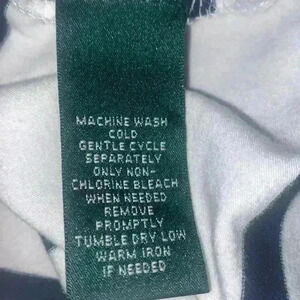 MACHINE WASH
COLD
GENTLE CYCLE
SEPARATELY
ONLY NON-
CHLORINE BLEACH
WHEN NEEDED
REMOVE
PROMPTLY
TUMBLE DRY LOW
WARM IRON
IF NEEDED